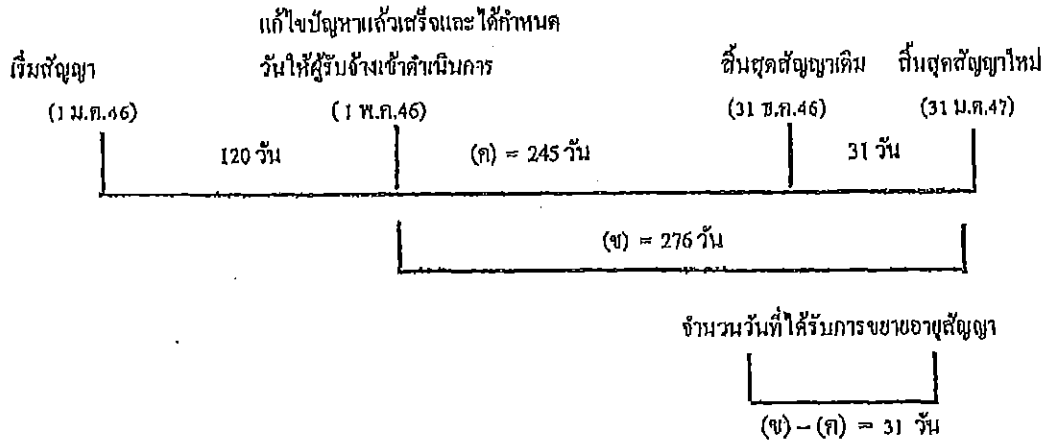 แก้ไขปัญหาแล้วเสร็จและได้กำหนด
เริ่มสัญญา วันให้ผู้รับจ้างเข้าดำเนินการ สิ้นสุดสัญญาเดิม สิ้นสุดสัญญาใหม่
(1 ม.ค.46) (1 พ.ค.46) (31 ธ.ค.46) (31 ม.ค.47)
120 วัน (ค) = 245 วัน 31 วัน
(ข) = 276 วัน
จำนวนวันที่ได้รับการขยายอายุสัญญา
(ข) – (ค) = 31 วัน